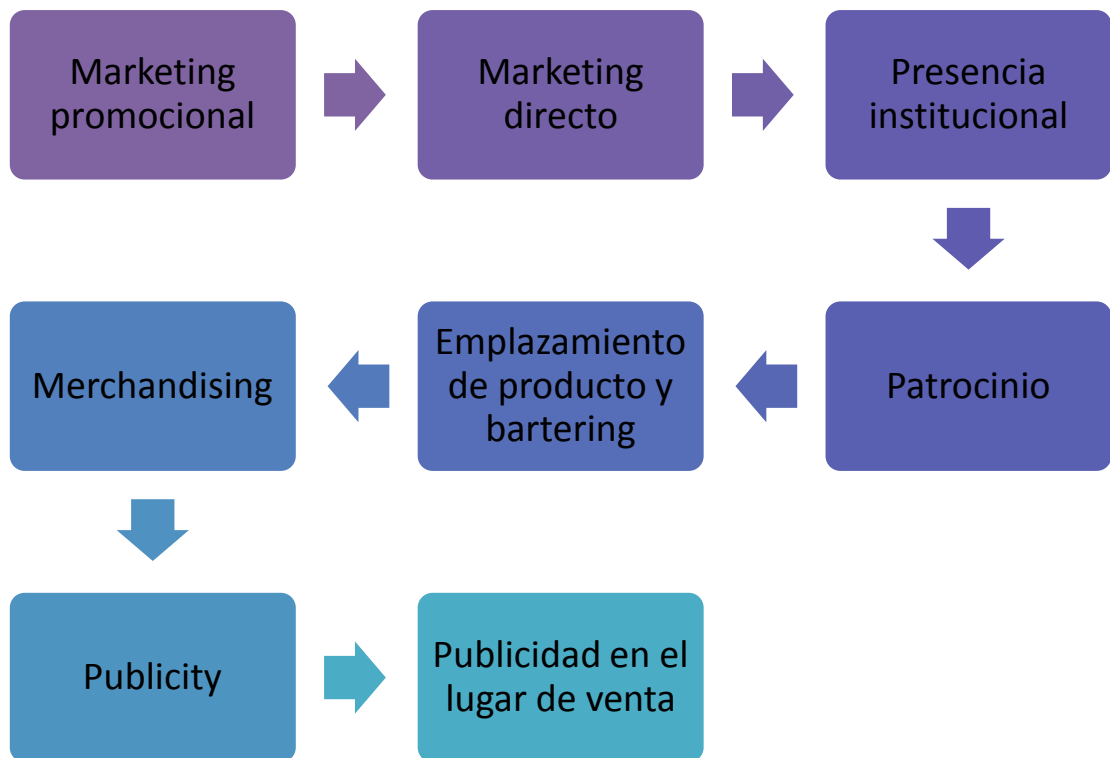 Marketing
promocional
Marketing
directo
Presencia
institucional
Patrocinio
Emplazamiento
de producto y
bartering
Merchandising
Publicity
Publicidad en el
lugar de venta